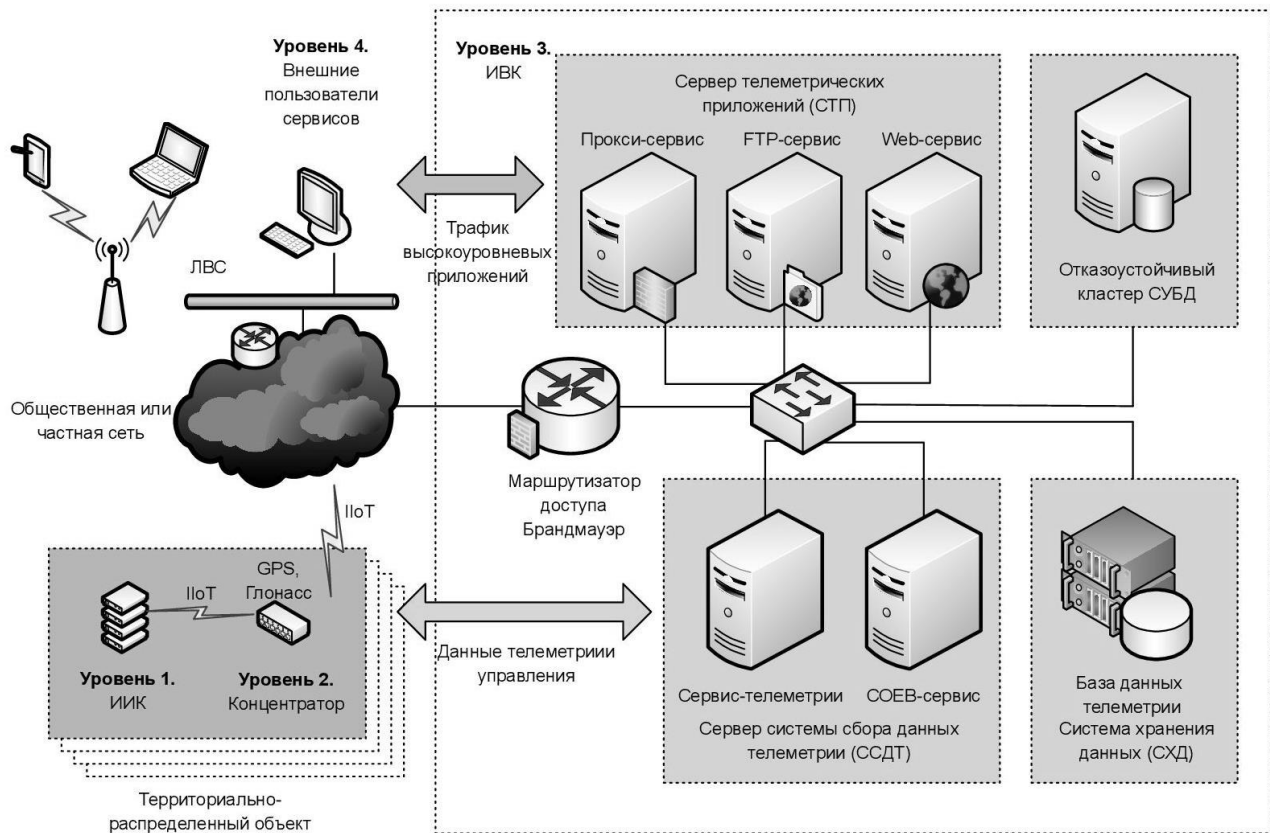 Уровень 4.
Внешние
пользователи
сервисов
Уровень 3.
ИВК
Сервер телеметрических
приложений (СТП)
Прокси-сервис
FTP-сервис
Web-сервис
Трафик
высокоуровневых
приложений
ЛВС
Отказоустойчивый
кластер СУБД
Общественная или
частная сеть
Маршрутизатор
доступа
Брандмауэр
IIoT
GPS,
Глонасс
IIoT
Уровень 1.
ИИК
Уровень 2.
Концентратор
Данные телеметриии
управления
Сервис-телеметрии
СОЕВ-сервис
Сервер системы сбора данных
телеметрии (ССДТ)
База данных
телеметрии
Система хранения
данных (СХД)
Территориально-
распределенный объект